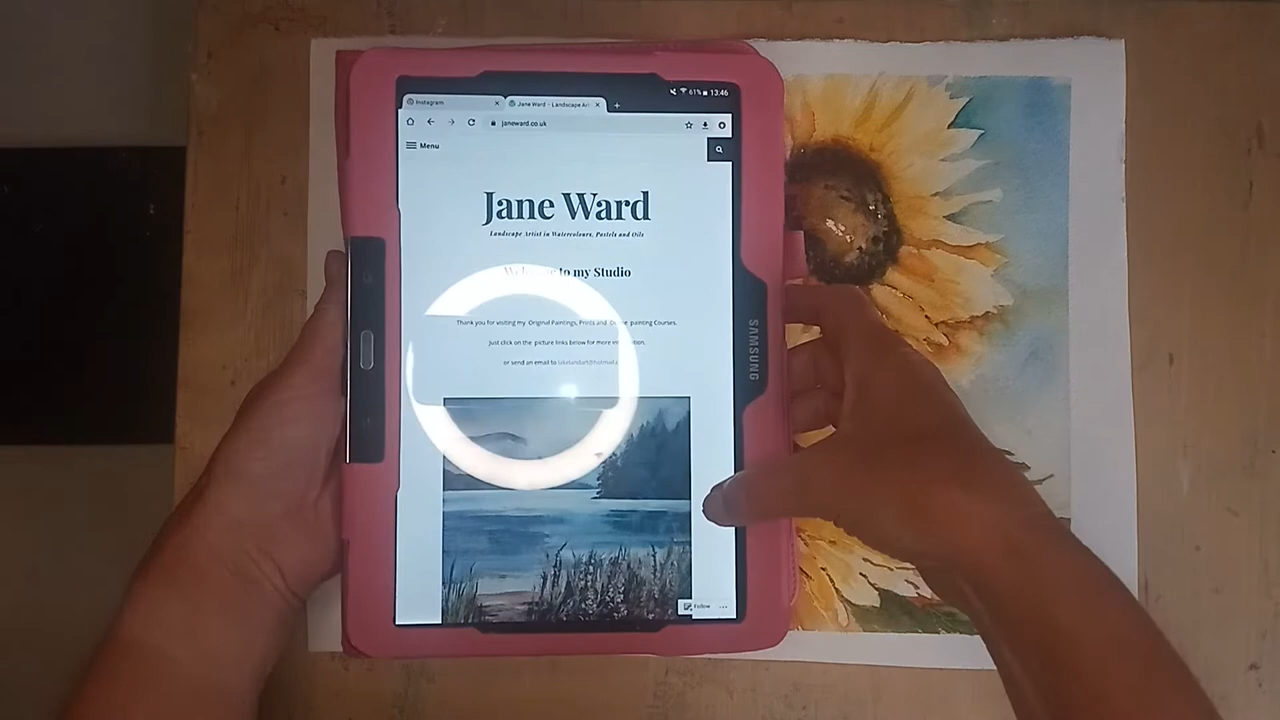 61% 13:46
Instagram
Jane Ward – Landscape Art
janeward.co.uk
Menu
Jane Ward
Landscape Artist in Watercolours, Pastels and Oils
to my Studio
Thank you for visiting my Original Paintings, Prints and painting Courses.
Just click on the picture links below for more
or send an email to
Follow
SAMSUNG